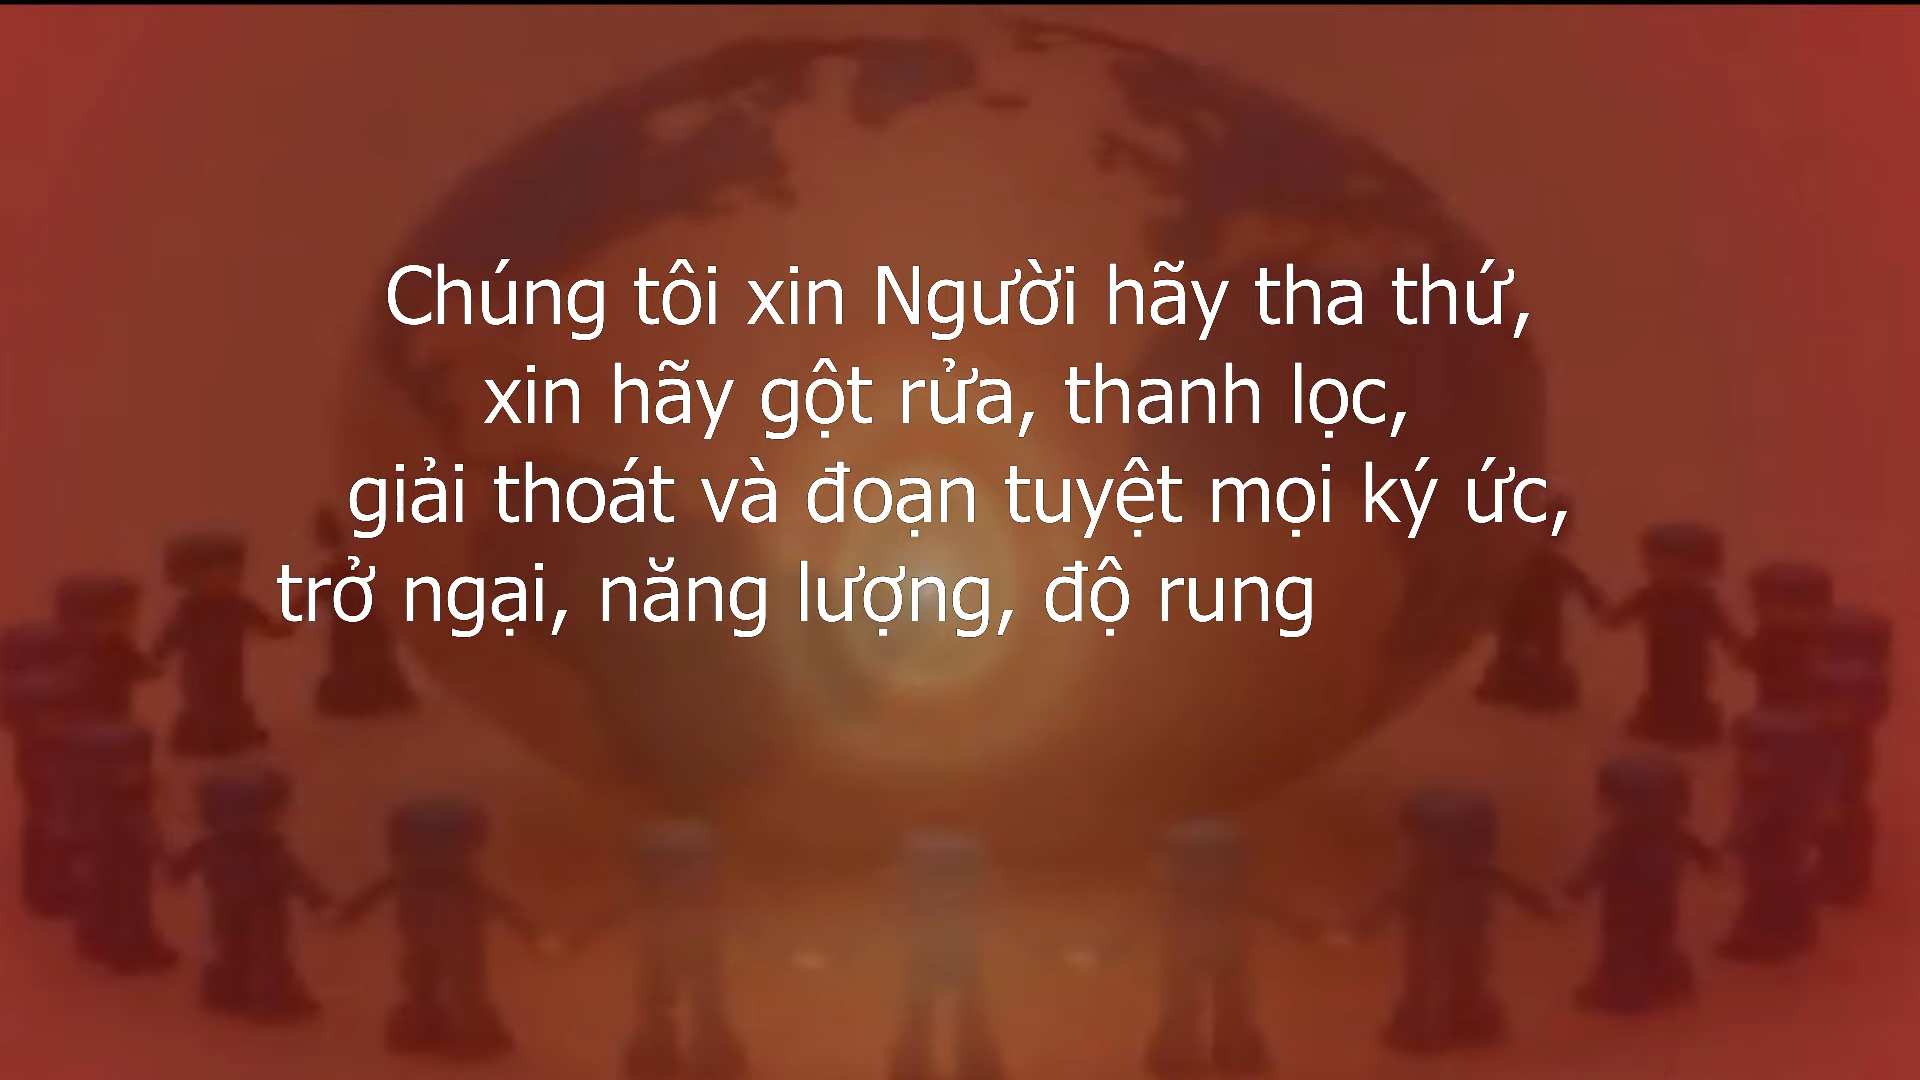 Chúng tôi xin Người hãy tha thứ,
xin hãy gột rửa, thanh lọc,
giải thoát và đoạn tuyệt mọi ký ức,
trở ngại, năng lượng, độ rung